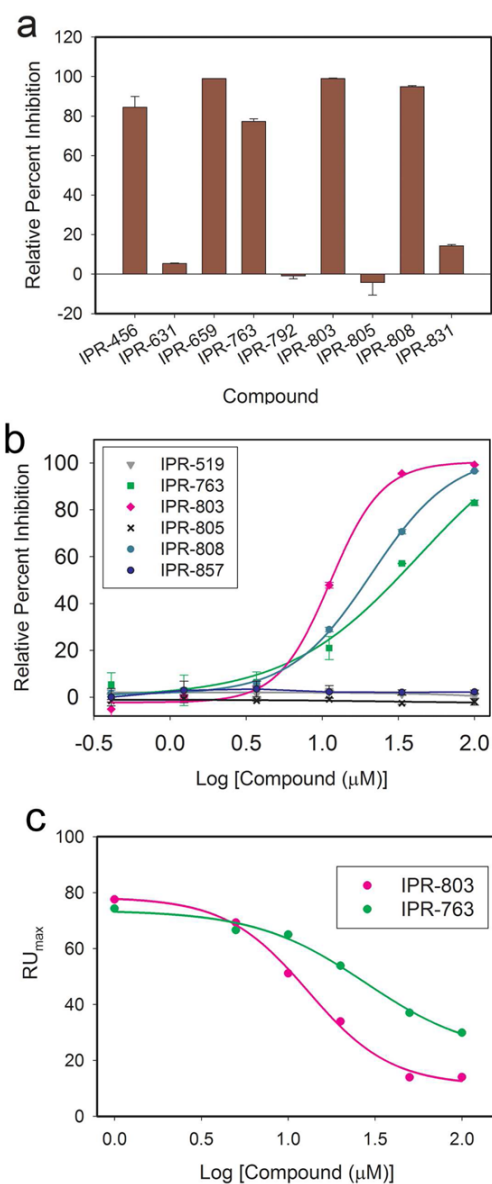 a
Relative Percent Inhibition
120
100
80
60
40
20
0
-20
IPR-456
IPR-631
IPR-659
IPR-763
IPR-792
IPR-803
IPR-805
IPR-808
IPR-831
Compound
b
Relative Percent Inhibition
100
80
60
40
20
0
IPR-519
IPR-763
IPR-803
IPR-805
IPR-808
IPR-857
-0.5 0.0 0.5 1.0 1.5 2.0
Log [Compound (μM)]
c
RUmax
100
80
60
40
20
0
IPR-803
IPR-763
0.0 0.5 1.0 1.5 2.0
Log [Compound (μM)]